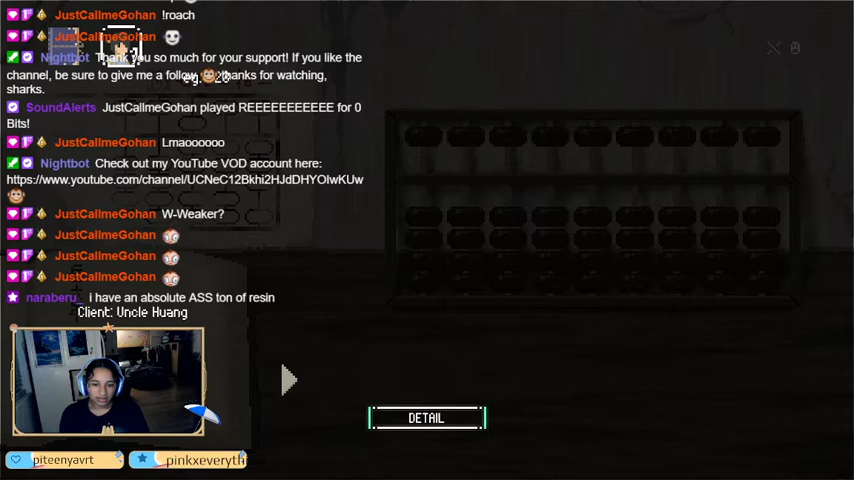 JustCallmeGohan !roach
JustCallmeGohan
Nightbot Thank you so much for your support! If you like the
channel, be sure to give me a follow thanks for watching,
sharks.
SoundAlerts JustCallmeGohan played REEEEEEEEEEE for 0
Bits!
JustCallmeGohan Lmaoooooo
Nightbot Check out my YouTube VOD account here:
https://www.youtube.com/channel/UCNeC12Bkhi2HJdDHYOlwKUw
JustCallmeGohan W-Weaker?
JustCallmeGohan
JustCallmeGohan
JustCallmeGohan
naraberu_ i have an absolute ASS ton of resin
Client: Uncle Huang
DETAIL
piteenyavrt
pinkxeveryth